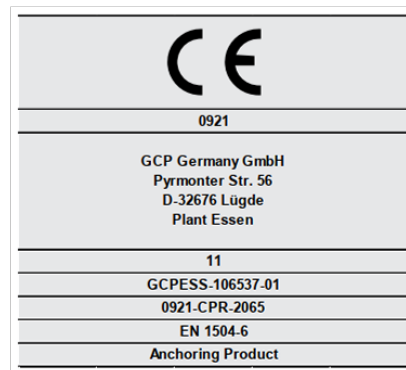 CE
0921
GCP Germany GmbH
Pyrmonter Str. 56
D-32676 Lügde
Plant Essen
11
GCPESS-106537-01
0921-CPR-2065
EN 1504-6
Anchoring Product